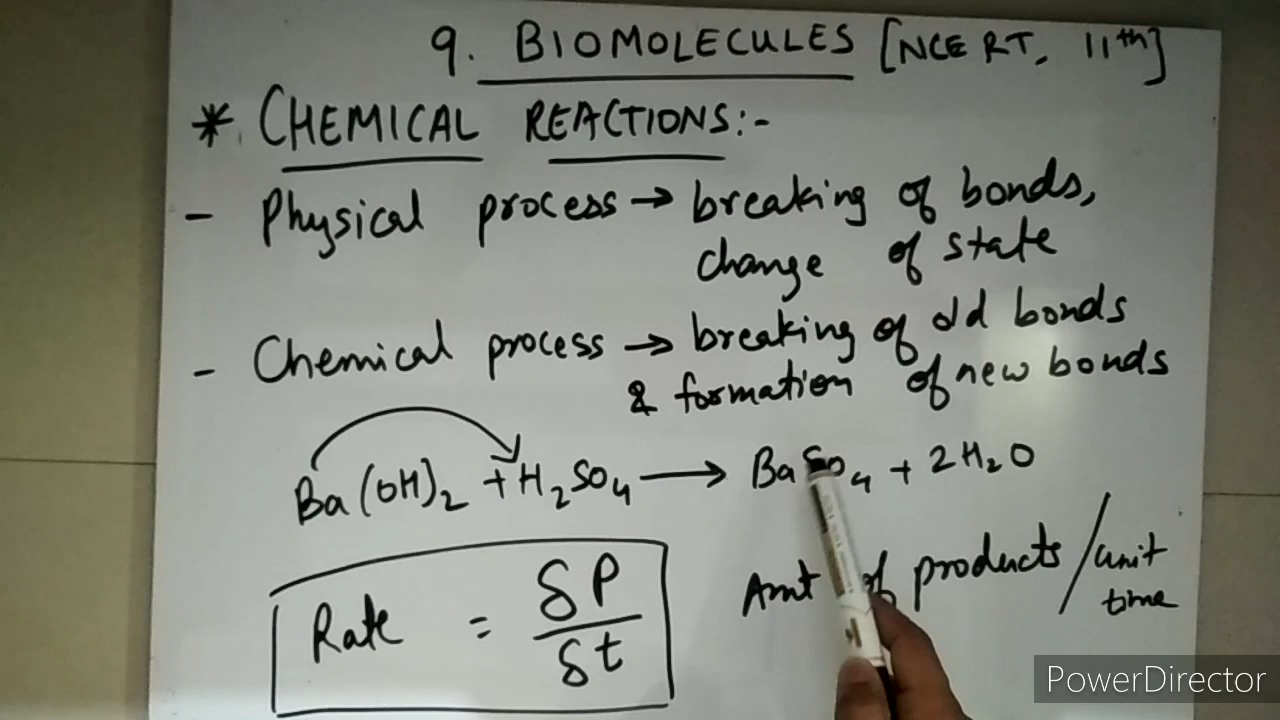 9. BIOMOLECULES [NCERT, 11th]
* CHEMICAL REACTIONS:-
- Physical process → breaking of bonds,
change of state
- Chemical process → breaking of old bonds
& formation of new bonds
Ba(OH)2 + H2SO4 → BaSO4 + 2H2O
Amt of products / unit time
Rate = δP/δt
PowerDirector